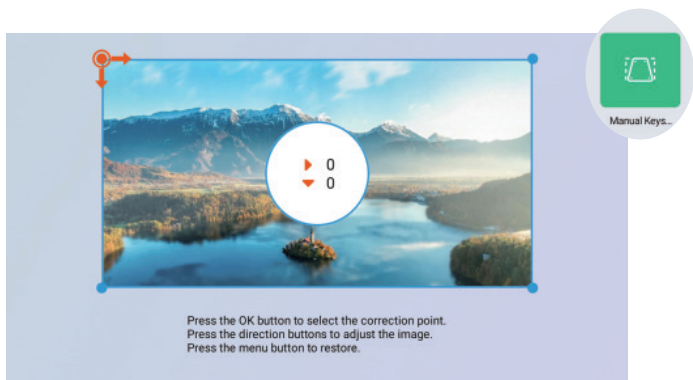 Manual Keys...
0
0
Press the OK button to select the correction point.
Press the direction buttons to adjust the image.
Press the menu button to restore.